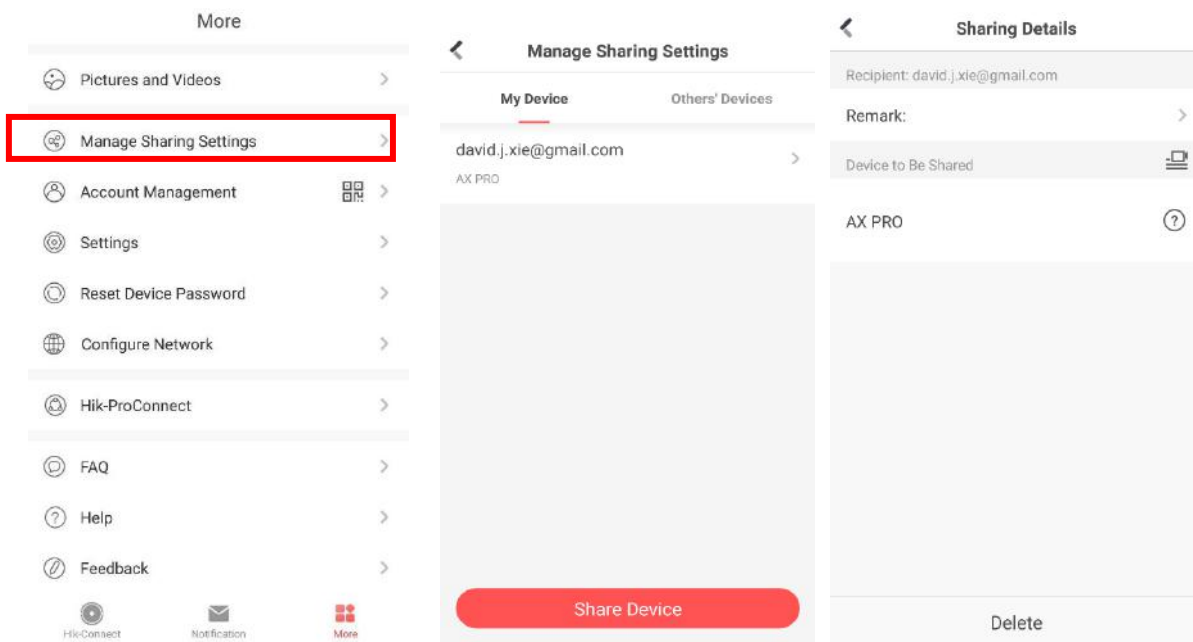 More
Pictures and Videos
Manage Sharing Settings
Account Management
Settings
Reset Device Password
Configure Network
Hik-ProConnect
FAQ
Help
Feedback
Hik-Connect
Notification
More
Manage Sharing Settings
My Device
Others' Devices
david.j.xie@gmail.com
AX PRO
Share Device
Sharing Details
Recipient: david.j.xie@gmail.com
Remark:
Device to Be Shared
AX PRO
Delete